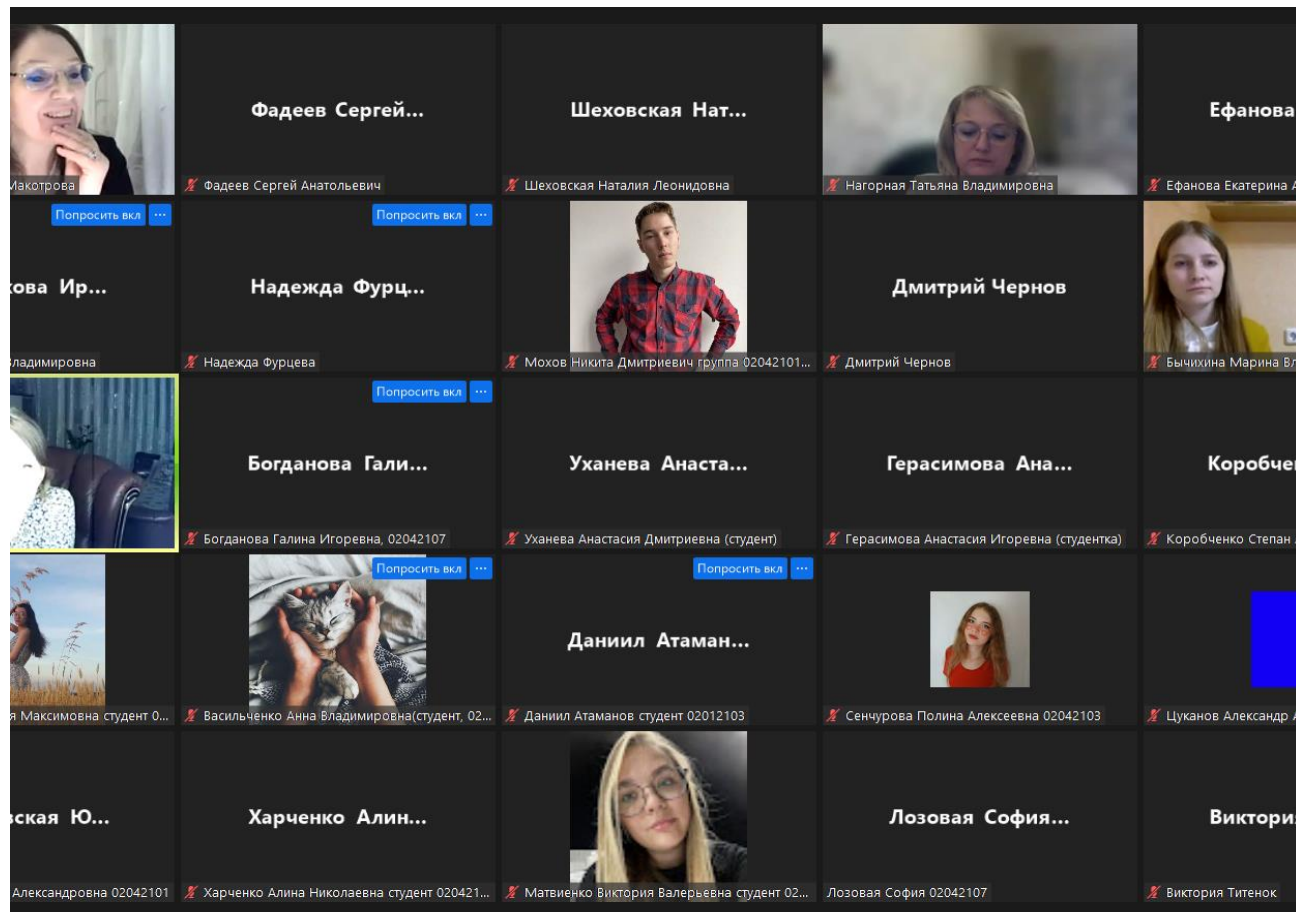 Макотрова
Фадеев Сергей...
Фадеев Сергей Анатольевич
Шеховская Нат...
Шеховская Наталия Леонидовна
Нагорная Татьяна Владимировна
Ефанова
Ефанова Екатерина А
Попросить вкл ...
кова Ир...
Владимировна
Попросить вкл ...
Надежда Фурц...
Надежда Фурцева
Мохов Никита Дмитриевич группа 02042101...
Дмитрий Чернов
Дмитрий Чернов
Бычихина Марина Вл
Попросить вкл ...
Богданова Гали...
Богданова Галина Игоревна, 02042107
Уханева Анаста...
Уханева Анастасия Дмитриевна (студент)
Герасимова Ана...
Герасимова Анастасия Игоревна (студентка)
Коробче
Коробченко Степан
я Максимовна студент 0...
Попросить вкл ...
Васильченко Анна Владимировна(студент, 02...
Попросить вкл ...
Даниил Атаман...
Даниил Атаманов студент 02012103
Сенчурова Полина Алексеевна 02042103
Цуканов Александр А
вская Ю...
Александровна 02042101
Харченко Алин...
Харченко Алина Николаевна студент 020421...
Матвиенко Виктория Валерьевна студент 02...
Лозовая София...
Лозовая София 02042107
Виктори
Виктория Титенок